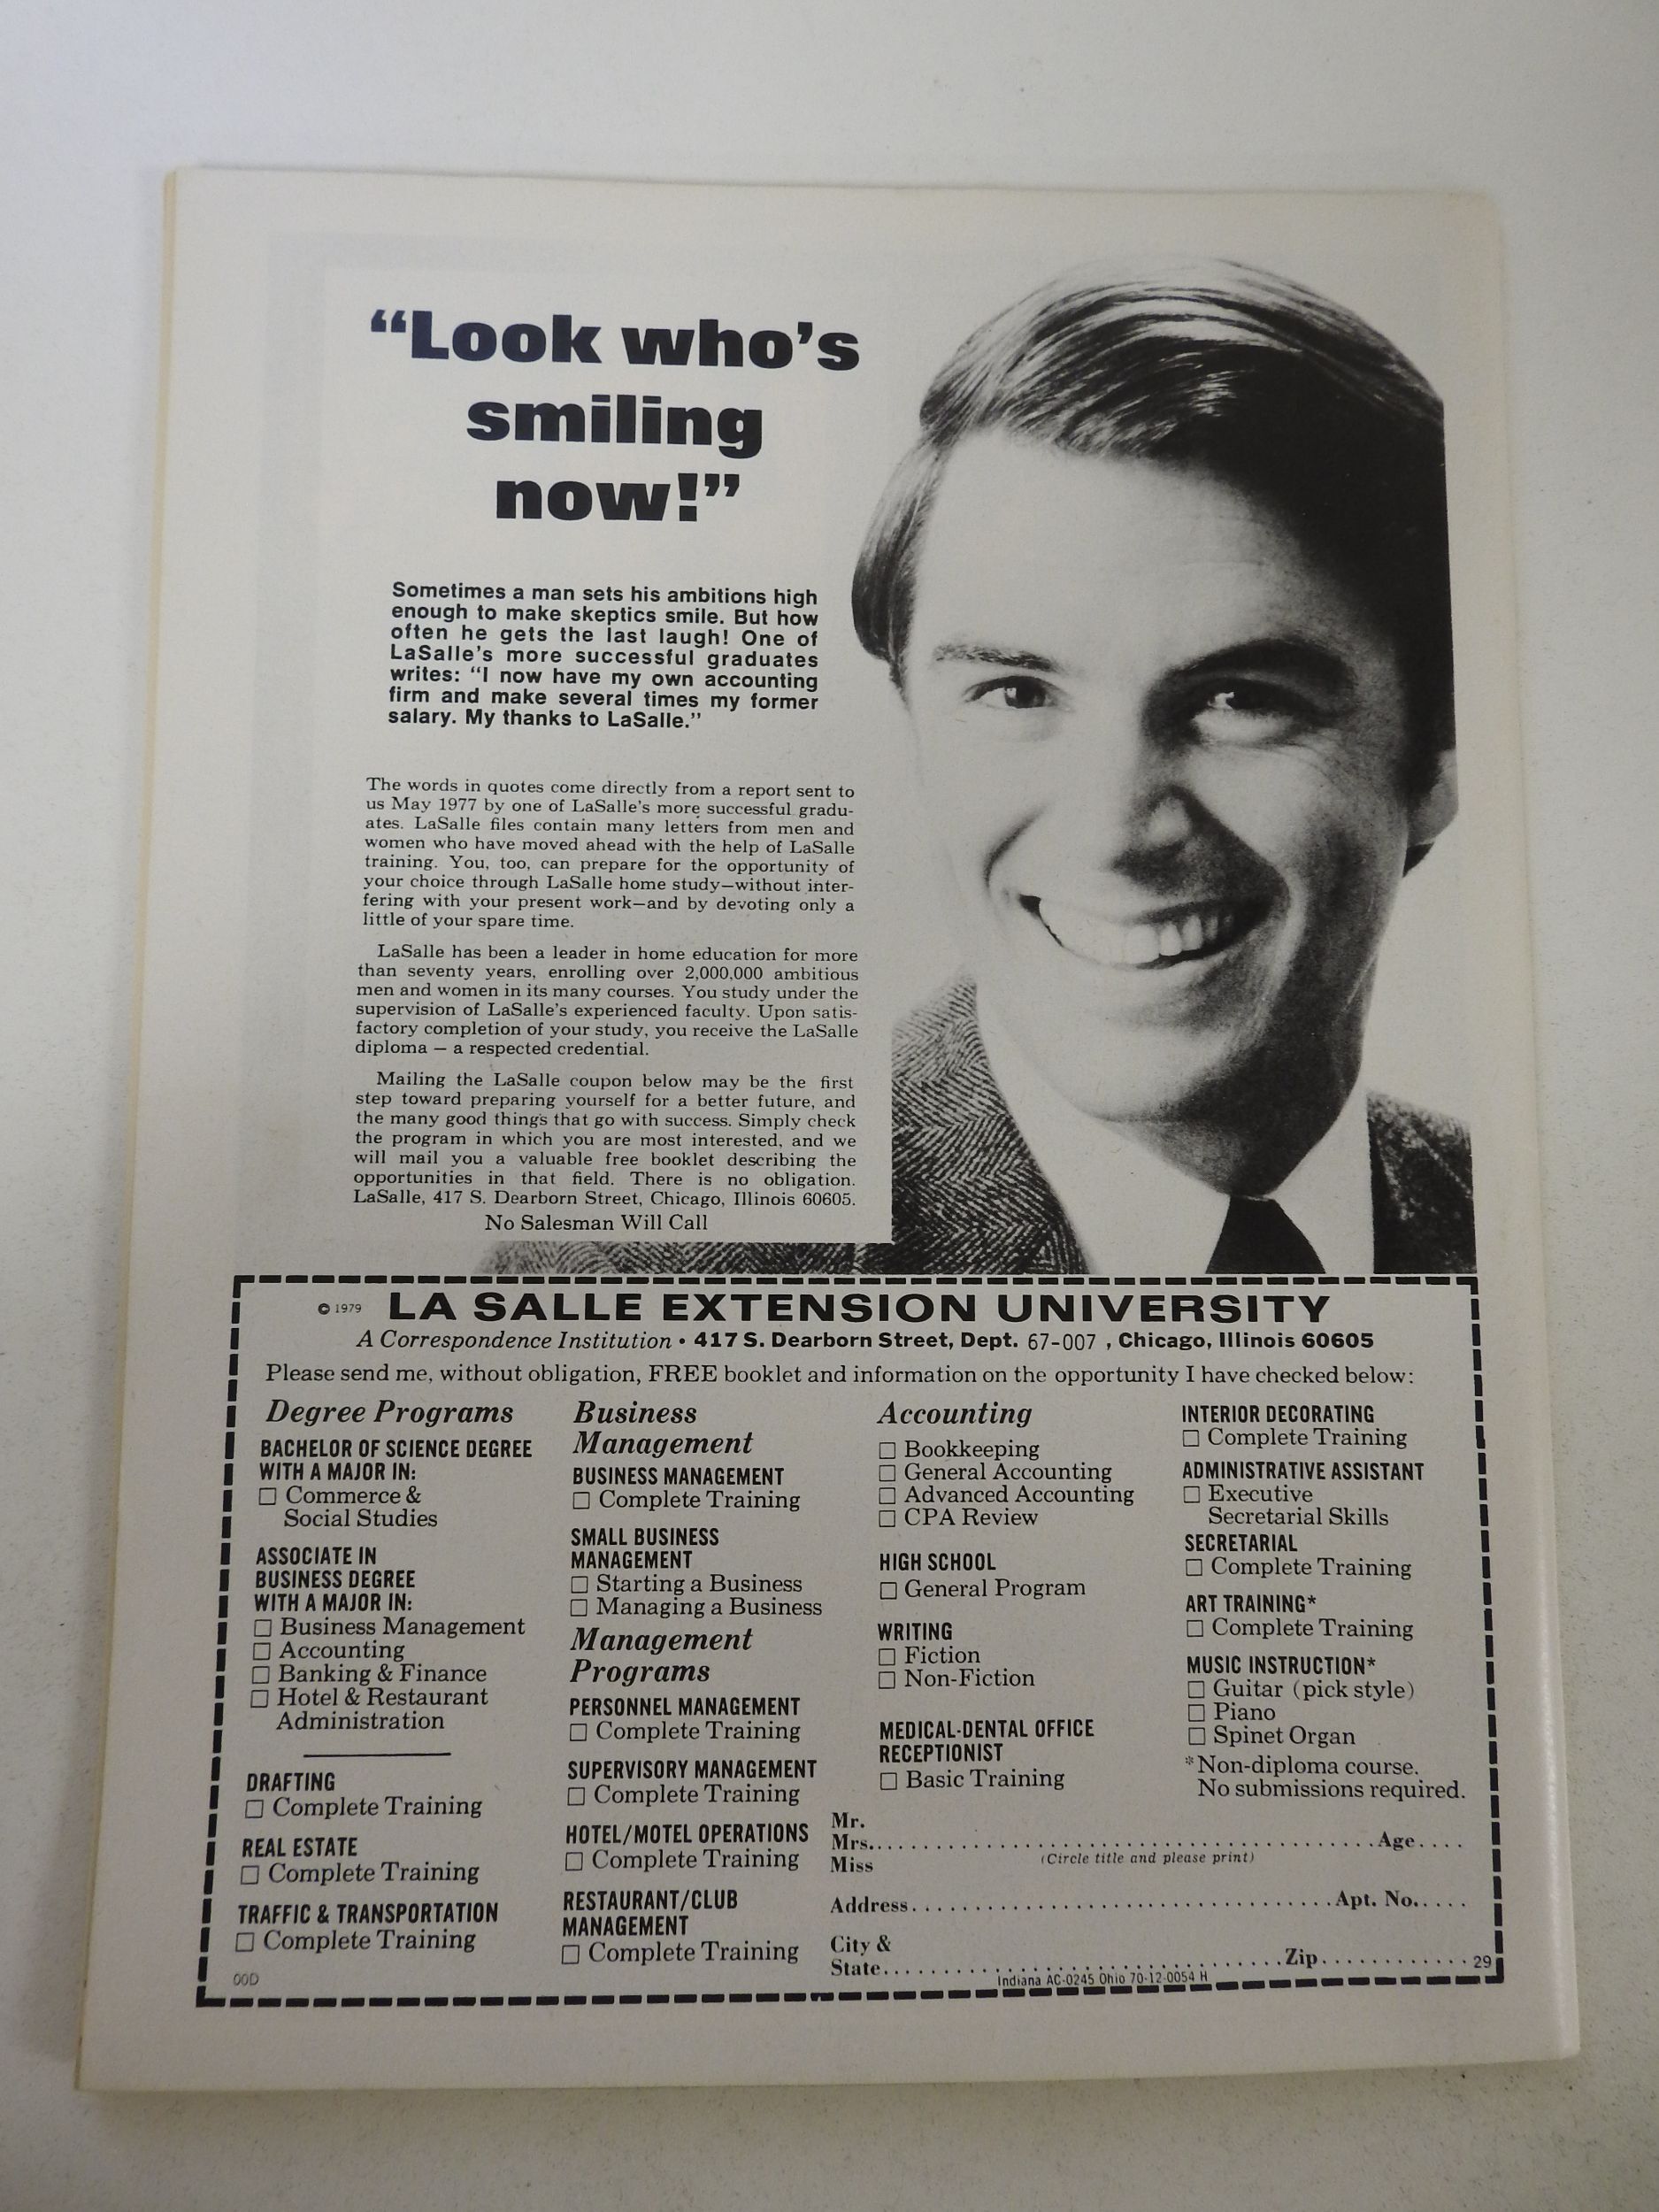 “Look who’s
smiling
now!”
Sometimes a man sets his ambitions high
enough to make skeptics smile. But how
often he gets the last laugh! One of
LaSalle’s more successful graduates
writes: “I now have my own accounting
firm and make several times my former
salary. My thanks to LaSalle.”
The words in quotes come directly from a report sent to
us May 1977 by one of LaSalle’s more successful gradu-
ates. LaSalle files contain many letters from men and
women who have moved ahead with the help of LaSalle
training. You, too, can prepare for the opportunity of
your choice through LaSalle home study—without inter-
fering with your present work—and by devoting only a
little of your spare time.
LaSalle has been a leader in home education for more
than seventy years, enrolling over 2,000,000 ambitious
men and women in its many courses. You study under the
supervision of LaSalle’s experienced faculty. Upon satis-
factory completion of your study, you receive the LaSalle
diploma — a respected credential.
Mailing the LaSalle coupon below may be the first
step toward preparing yourself for a better future, and
the many good things that go with success. Simply check
the program in which you are most interested, and we
will mail you a valuable free booklet describing the
opportunities in that field. There is no obligation.
LaSalle, 417 S. Dearborn Street, Chicago, Illinois 60605.
No Salesman Will Call
© 1979 LA SALLE EXTENSION UNIVERSITY
A Correspondence Institution • 417 S. Dearborn Street, Dept. 67-007 , Chicago, Illinois 60605
Please send me, without obligation, FREE booklet and information on the opportunity I have checked below:
Degree Programs
BACHELOR OF SCIENCE DEGREE
WITH A MAJOR IN:
☐ Commerce &
Social Studies
ASSOCIATE IN
BUSINESS DEGREE
WITH A MAJOR IN:
☐ Business Management
☐ Accounting
☐ Banking & Finance
☐ Hotel & Restaurant
Administration
DRAFTING
☐ Complete Training
REAL ESTATE
☐ Complete Training
TRAFFIC & TRANSPORTATION
☐ Complete Training
00D
Business
Management
BUSINESS MANAGEMENT
☐ Complete Training
SMALL BUSINESS
MANAGEMENT
☐ Starting a Business
☐ Managing a Business
Management
Programs
PERSONNEL MANAGEMENT
☐ Complete Training
SUPERVISORY MANAGEMENT
☐ Complete Training
HOTEL/MOTEL OPERATIONS
☐ Complete Training
RESTAURANT/CLUB
MANAGEMENT
☐ Complete Training
Accounting
☐ Bookkeeping
☐ General Accounting
☐ Advanced Accounting
☐ CPA Review
HIGH SCHOOL
☐ General Program
WRITING
☐ Fiction
☐ Non-Fiction
MEDICAL-DENTAL OFFICE
RECEPTIONIST
☐ Basic Training
INTERIOR DECORATING
☐ Complete Training
ADMINISTRATIVE ASSISTANT
☐ Executive
Secretarial Skills
SECRETARIAL
☐ Complete Training
ART TRAINING*
☐ Complete Training
MUSIC INSTRUCTION*
☐ Guitar (pick style)
☐ Piano
☐ Spinet Organ
*Non-diploma course.
No submissions required.
Mr.
Mrs. Age
(Circle title and please print)
Miss
Address Apt. No.
City &
State Zip 29
Indiana AC-0245 Ohio 70-12-0054 H